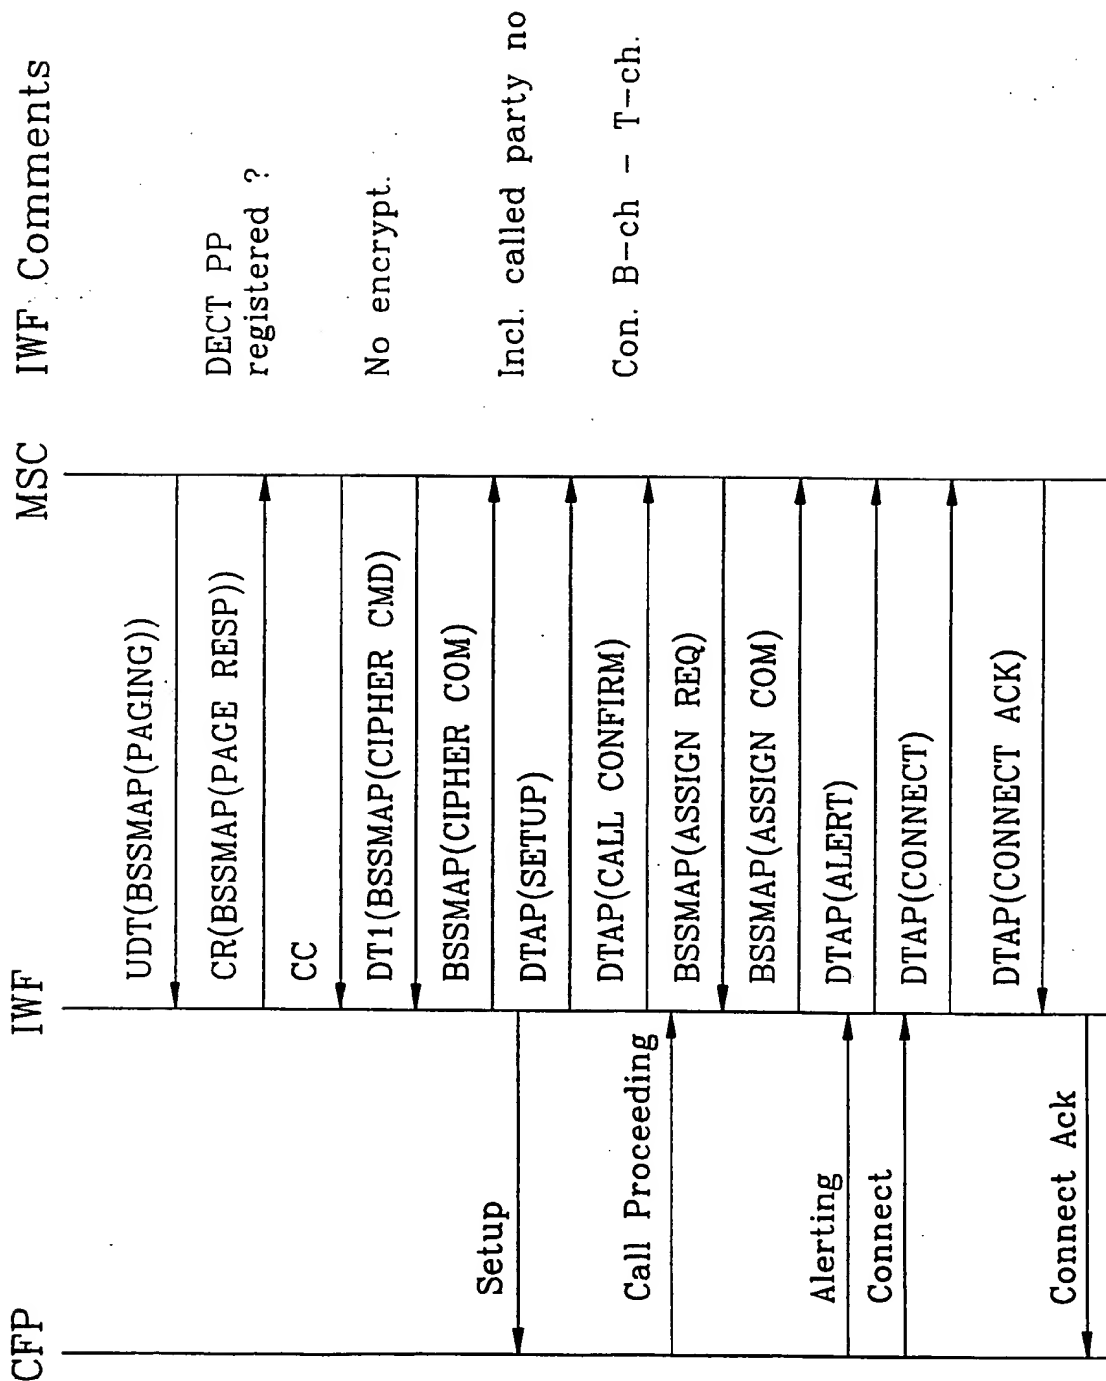 CFP
IWF
MSC
IWF Comments
UDT(BSSMAP(PAGING))
CR(BSSMAP(PAGE RESP))
DECT PP
registered ?
CC
DT1(BSSMAP(CIPHER CMD)
No encrypt.
BSSMAP(CIPHER COM)
Setup
DTAP(SETUP)
Incl. called party no
DTAP(CALL CONFIRM)
Call Proceeding
BSSMAP(ASSIGN REQ)
Con. B-ch - T-ch.
BSSMAP(ASSIGN COM)
Alerting
DTAP(ALERT)
Connect
DTAP(CONNECT)
DTAP(CONNECT ACK)
Connect Ack